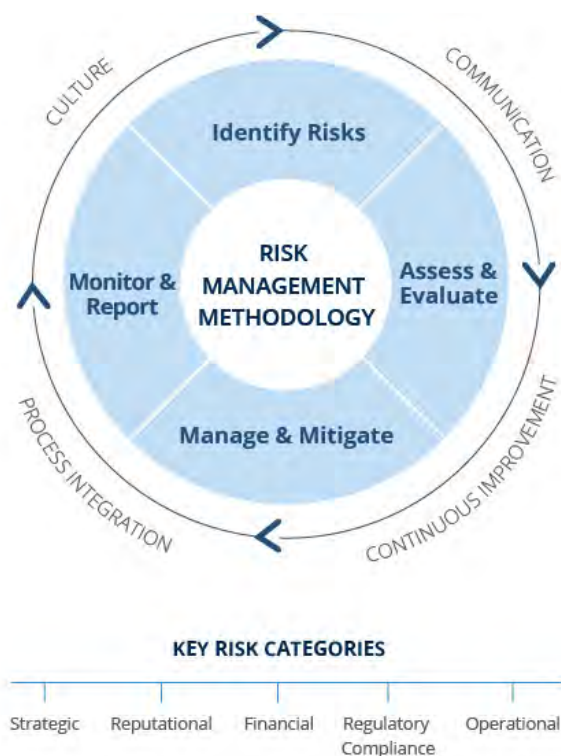 CULTURE
COMMUNICATION
Identify Risks
RISK
MANAGEMENT
METHODOLOGY
Monitor &
Report
Assess &
Evaluate
Manage & Mitigate
PROCESS INTEGRATION
CONTINUOUS IMPROVEMENT
KEY RISK CATEGORIES
Strategic
Reputational
Financial
Regulatory
Compliance
Operational